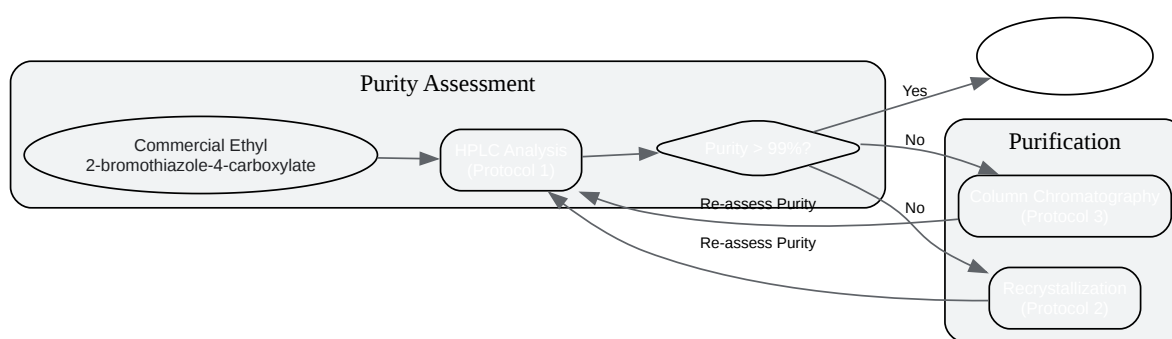 Purity Assessment
Commercial Ethyl
2-bromothiazole-4-carboxylate
HPLC Analysis
(Protocol 1)
Purity > 99%?
Yes
No
No
Purification
Column Chromatography
(Protocol 3)
Re-assess Purity
Re-assess Purity
Recrystallization
(Protocol 2)